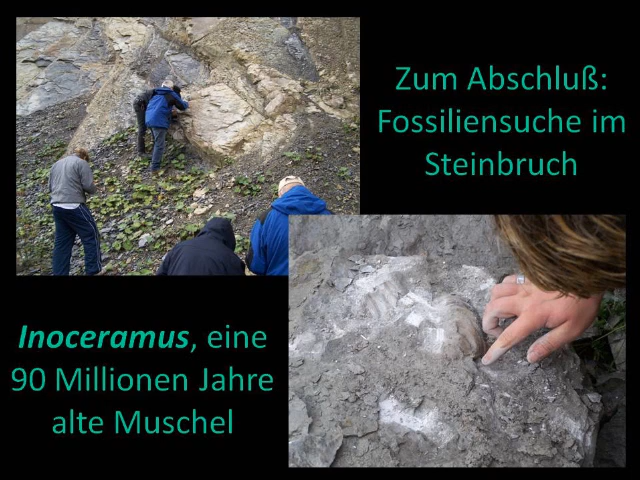 Zum Abschluß:
Fossiliensuche im
Steinbruch
Inoceramus, eine
90 Millionen Jahre
alte Muschel